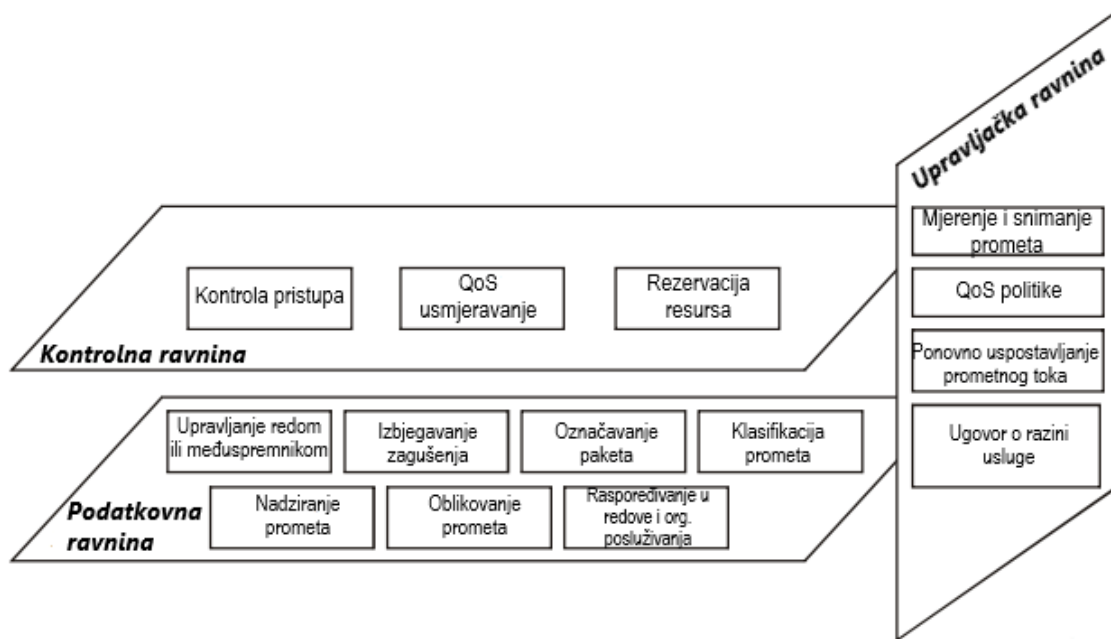 Upravljačka ravnina
Mjerenje i snimanje
prometa
QoS politike
Ponovno uspostavljanje
prometnog toka
Ugovor o razini
usluge
Kontrola pristupa
QoS
usmjeravanje
Rezervacija
resursa
Kontrolna ravnina
Upravljanje redom
ili međuspremnikom
Izbjegavanje
zagušenja
Označavanje
paketa
Klasifikacija
prometa
Nadziranje
prometa
Oblikovanje
prometa
Raspoređivanje u
redove i org.
posluživanja
Podatkovna
ravnina